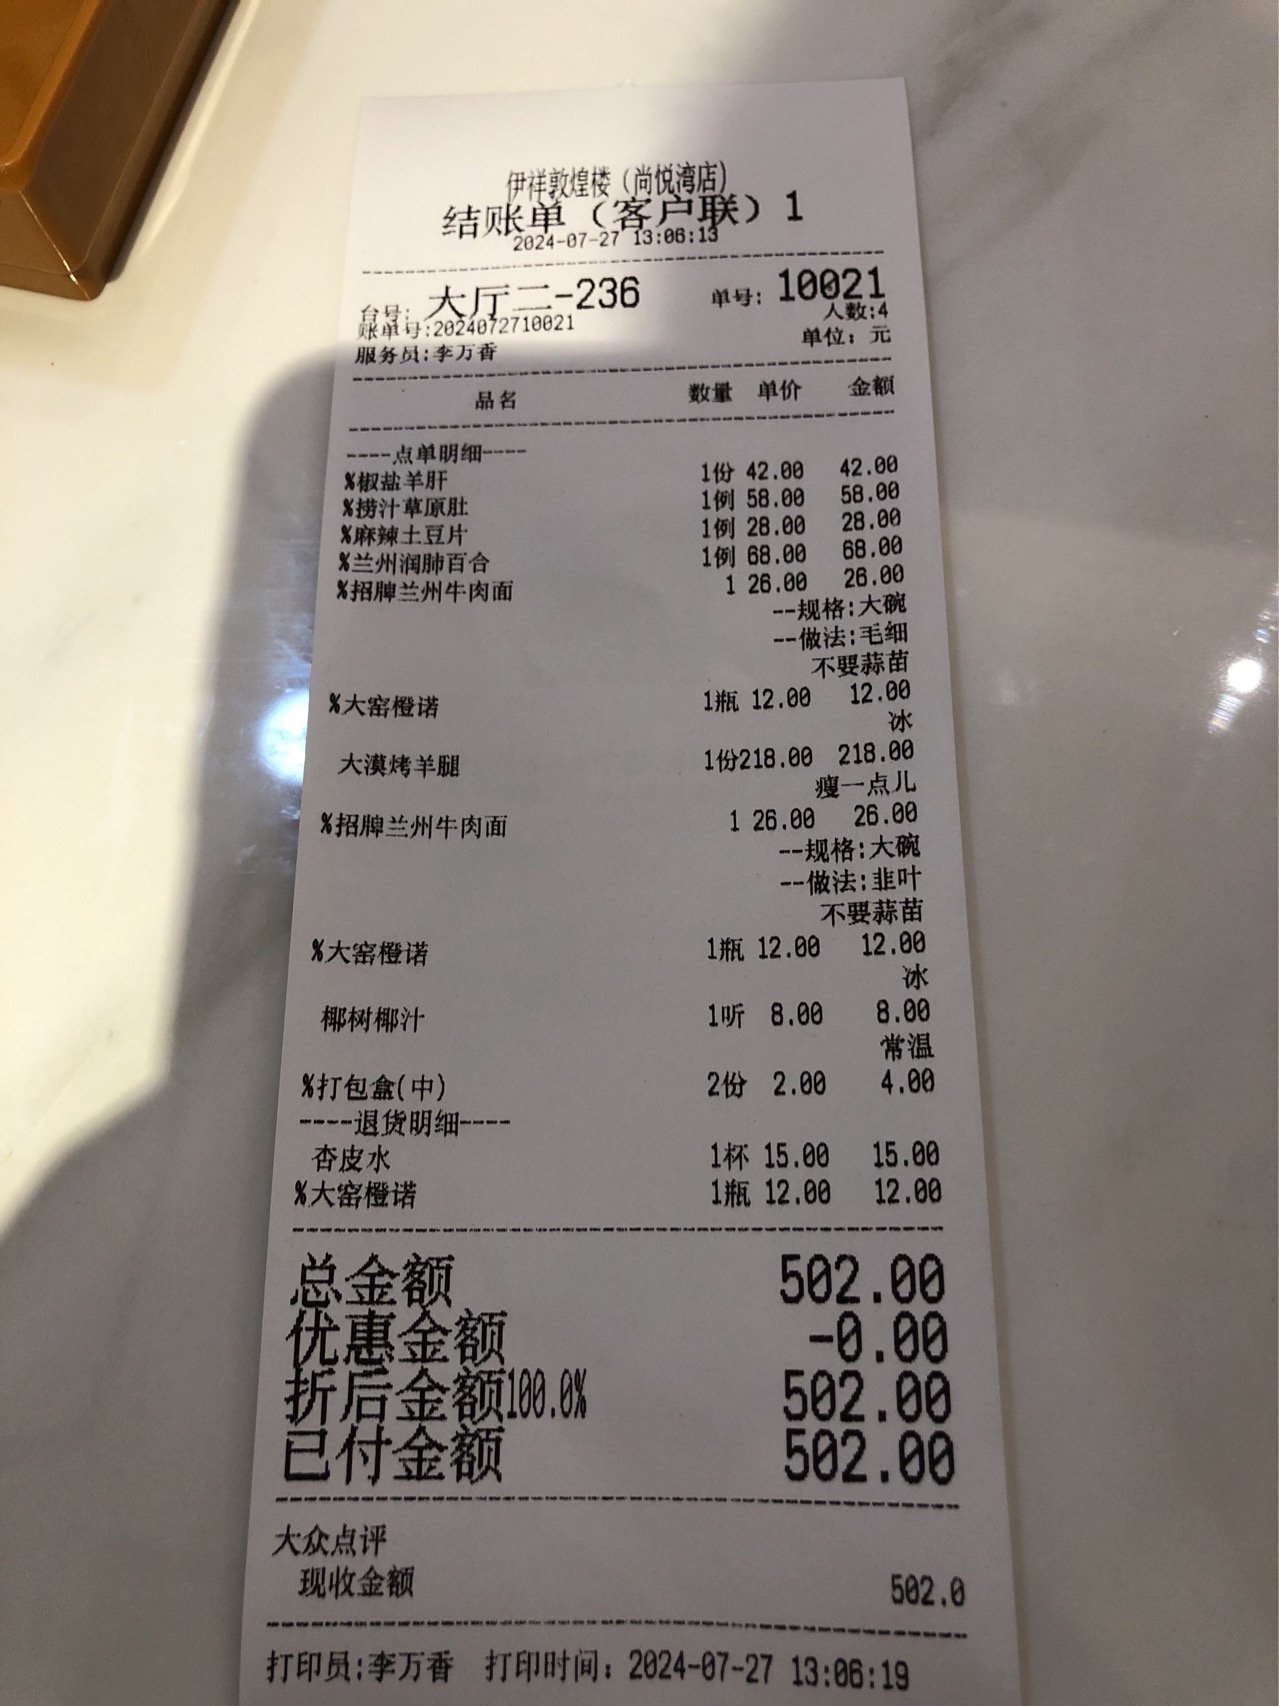 伊祥敦煌楼（尚悦湾店）
结账单（客户联）1
2024-07-27 13:06:13
台号: 大厅二-236 单号: 10021
账单号:2024072710021 人数:4
服务员:李万香 单位: 元
品名 数量 单价 金额
----点单明细----
%椒盐羊肝 1份 42.00 42.00
%捞汁草原肚 1例 58.00 58.00
%麻辣土豆片 1例 28.00 28.00
%兰州润肺百合 1例 68.00 68.00
%招牌兰州牛肉面 1 26.00 26.00
--规格:大碗
--做法:毛细
不要蒜苗
%大窑橙诺 1瓶 12.00 12.00
冰
大漠烤羊腿 1份218.00 218.00
瘦一点儿
%招牌兰州牛肉面 1 26.00 26.00
--规格:大碗
--做法:韭叶
不要蒜苗
%大窑橙诺 1瓶 12.00 12.00
冰
椰树椰汁 1听 8.00 8.00
常温
%打包盒(中) 2份 2.00 4.00
----退货明细----
杏皮水 1杯 15.00 15.00
%大窑橙诺 1瓶 12.00 12.00
总金额 502.00
优惠金额 -0.00
折后金额100.0% 502.00
已付金额 502.00
大众点评
现收金额 502.0
打印员:李万香 打印时间: 2024-07-27 13:06:19